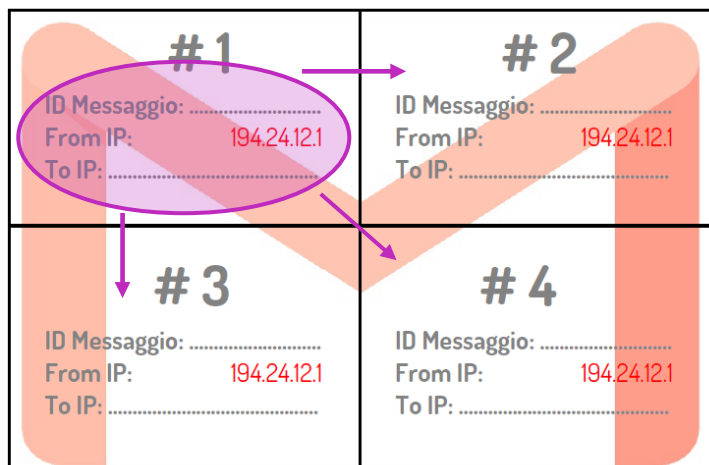 # 1
ID Messaggio: ................................
From IP: 194.24.12.1
To IP: ...................................................
# 2
ID Messaggio: ................................
From IP: 194.24.12.1
To IP: ...................................................
# 3
ID Messaggio: ................................
From IP: 194.24.12.1
To IP: ...................................................
# 4
ID Messaggio: ................................
From IP: 194.24.12.1
To IP: ...................................................